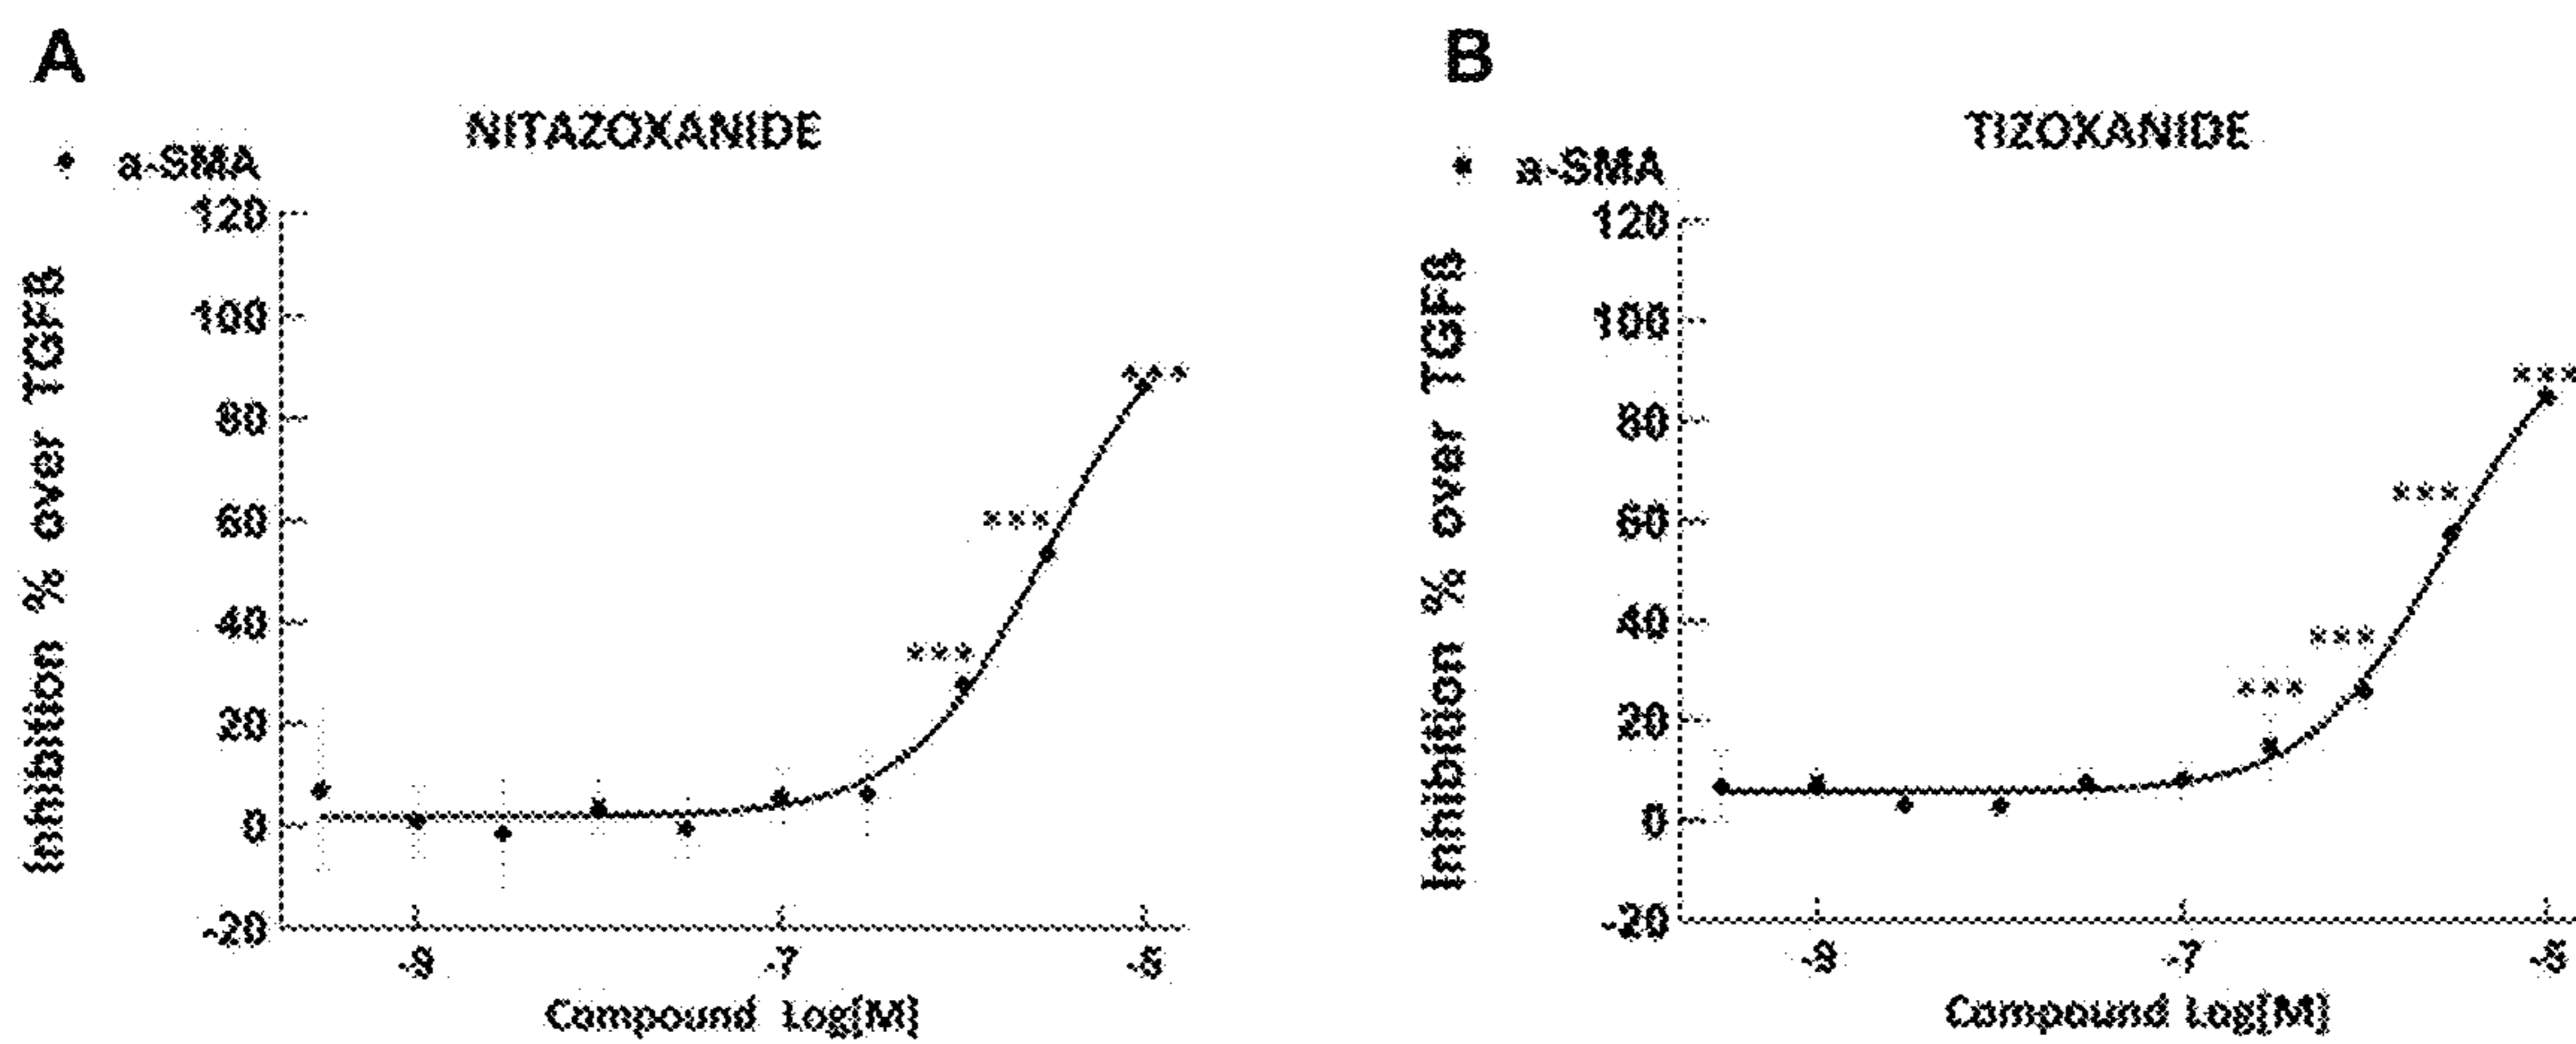 A
NITAZOXANIDE
a-SMA
120
100
80
60
40
20
0
-20
Inhibition % over TGFß
***
***
***
-9
-7
-5
Compound Log[M]
B
TIZOXANIDE
a-SMA
120
100
80
60
40
20
0
-20
Inhibition % over TGFß
***
***
***
***
-9
-7
-5
Compound Log[M]